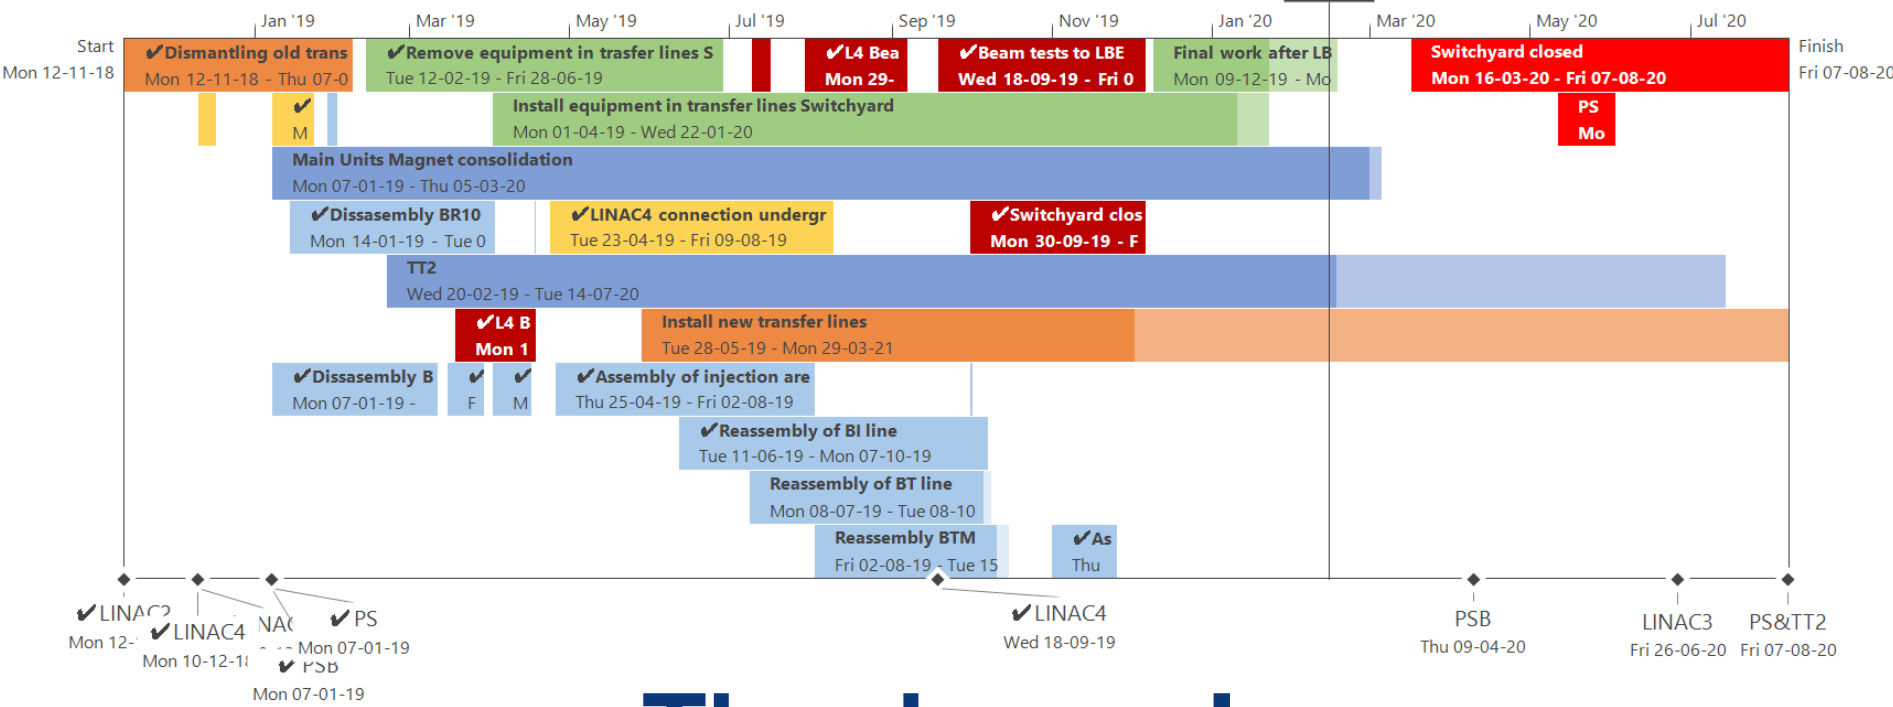 Jan '19 Mar '19 May '19 Jul '19 Sep '19 Nov '19 Jan '20 Mar '20 May '20 Jul '20
Start
Mon 12-11-18
Finish
Fri 07-08-20
✔Dismantling old trans
Mon 12-11-18 - Thu 07-0
✔Remove equipment in trasfer lines S
Tue 12-02-19 - Fri 28-06-19
✔L4 Bea
Mon 29-
✔Beam tests to LBE
Wed 18-09-19 - Fri 0
Final work after LB
Mon 09-12-19 - Mo
Switchyard closed
Mon 16-03-20 - Fri 07-08-20
✔
M
Install equipment in transfer lines Switchyard
Mon 01-04-19 - Wed 22-01-20
PS
Mo
Main Units Magnet consolidation
Mon 07-01-19 - Thu 05-03-20
✔Dissasembly BR10
Mon 14-01-19 - Tue 0
✔LINAC4 connection undergr
Tue 23-04-19 - Fri 09-08-19
✔Switchyard clos
Mon 30-09-19 - F
TT2
Wed 20-02-19 - Tue 14-07-20
✔L4 B
Mon 1
Install new transfer lines
Tue 28-05-19 - Mon 29-03-21
✔Dissasembly B
Mon 07-01-19 -
✔
F
✔
M
✔Assembly of injection are
Thu 25-04-19 - Fri 02-08-19
✔Reassembly of BI line
Tue 11-06-19 - Mon 07-10-19
Reassembly of BT line
Mon 08-07-19 - Tue 08-10
Reassembly BTM
Fri 02-08-19 - Tue 15
✔As
Thu
✔LINAC2
Mon 12-
✔LINAC4
Mon 10-12-18
NAC
✔PS
Mon 07-01-19
✔PSB
Mon 07-01-19
✔LINAC4
Wed 18-09-19
PSB
Thu 09-04-20
LINAC3
Fri 26-06-20
PS&TT2
Fri 07-08-20